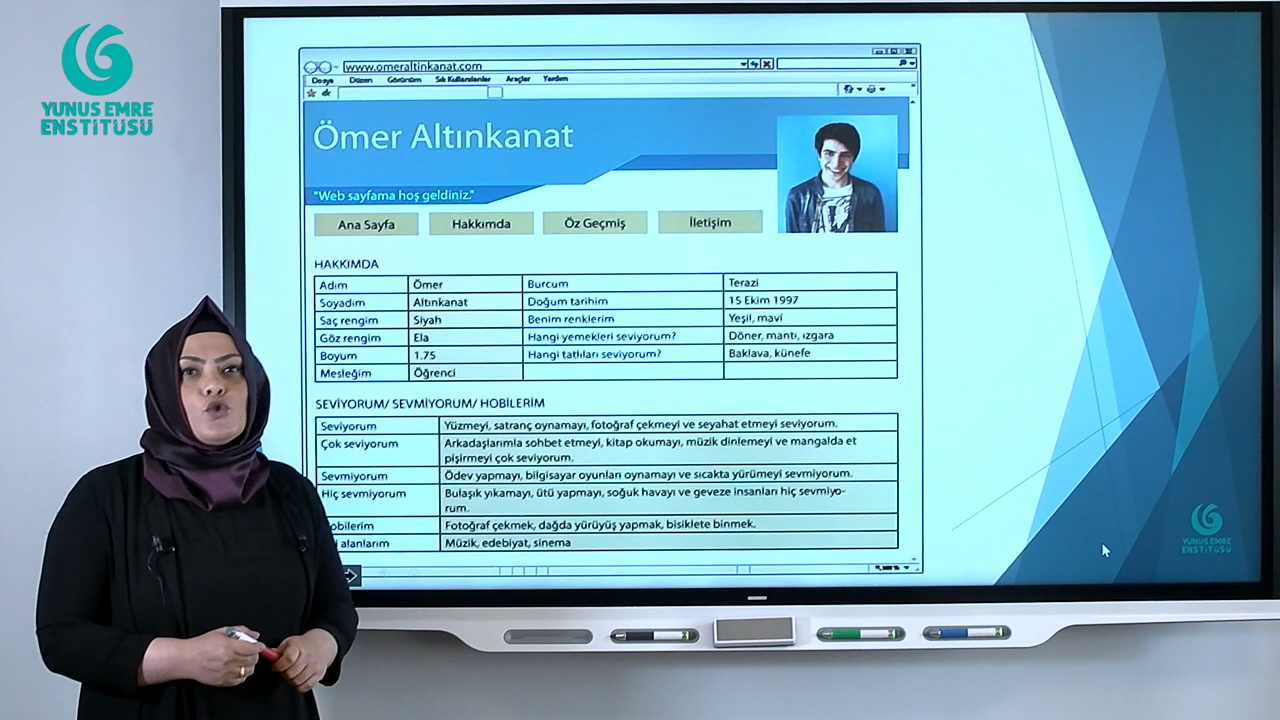 YUNUS EMRE
ENSTİTÜSÜ
www.omeraltinkanat.com
Dosya Düzen Görünüm Sık Kullanılanlar Araçlar Yardım
Ömer Altınkanat
"Web sayfama hoş geldiniz."
Ana Sayfa Hakkımda Öz Geçmiş İletişim
HAKKIMDA
Adım Ömer Burcum Terazi
Soyadım Altınkanat Doğum tarihim 15 Ekim 1997
Saç rengim Siyah Benim renklerim Yeşil, mavi
Göz rengim Ela Hangi yemekleri seviyorum? Döner, mantı, ızgara
Boyum 1.75 Hangi tatlıları seviyorum? Baklava, künefe
Mesleğim Öğrenci
SEVİYORUM/ SEVMİYORUM/ HOBİLERİM
Seviyorum Yüzmeyi, satranç oynamayı, fotoğraf çekmeyi ve seyahat etmeyi seviyorum.
Çok seviyorum Arkadaşlarımla sohbet etmeyi, kitap okumayı, müzik dinlemeyi ve mangalda et
pişirmeyi çok seviyorum.
Sevmiyorum Ödev yapmayı, bilgisayar oyunları oynamayı ve sıcakta yürümeyi sevmiyorum.
Hiç sevmiyorum Bulaşık yıkamayı, ütü yapmayı, soğuk havayı ve geveze insanları hiç sevmiyo-
rum.
obilerim Fotoğraf çekmek, dağda yürüyüş yapmak, bisiklete binmek.
i alanlarım Müzik, edebiyat, sinema
YUNUS EMRE
ENSTİTÜSÜ